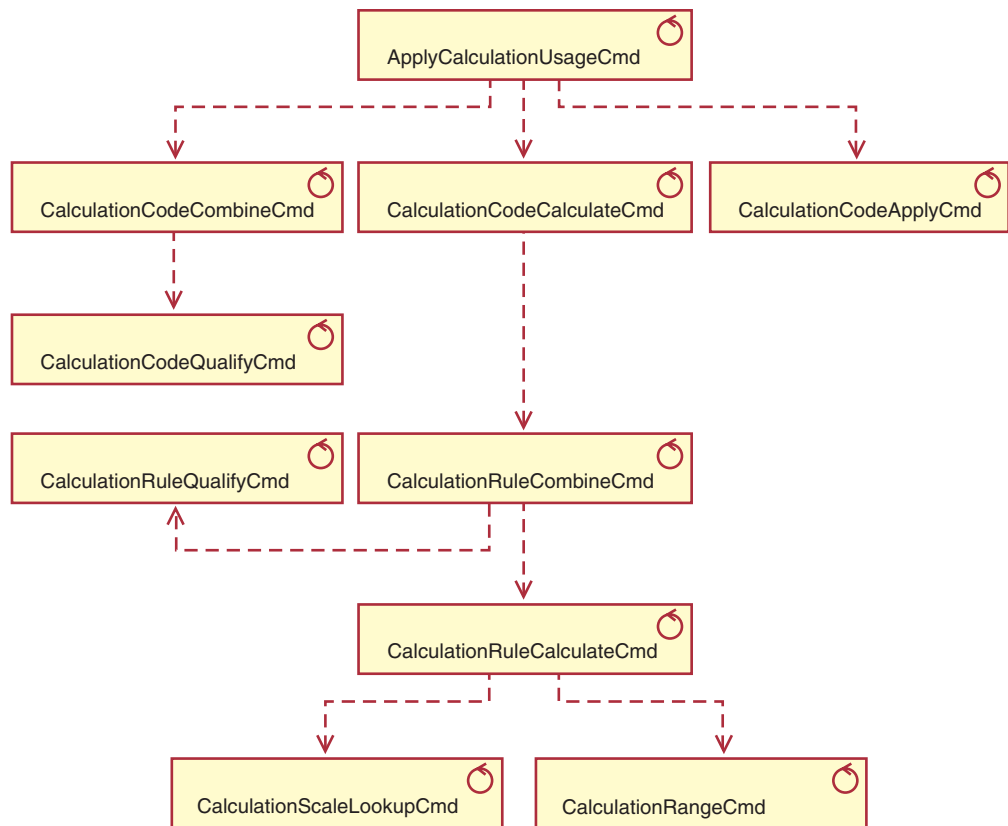 ApplyCalculationUsageCmd
CalculationCodeCombineCmd
CalculationCodeCalculateCmd
CalculationCodeApplyCmd
CalculationCodeQualifyCmd
CalculationRuleQualifyCmd
CalculationRuleCombineCmd
CalculationRuleCalculateCmd
CalculationScaleLookupCmd
CalculationRangeCmd